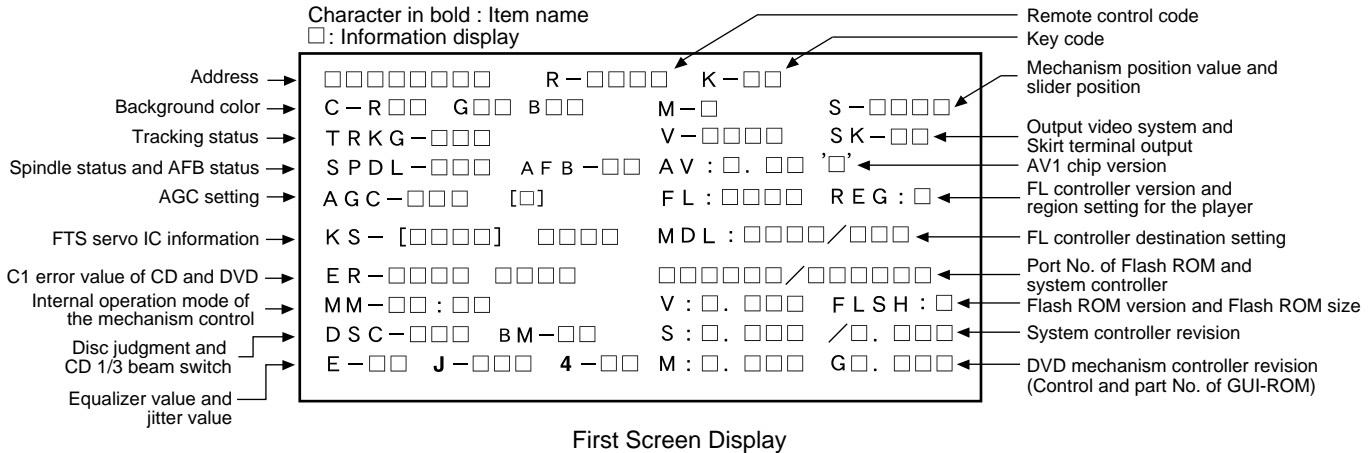 Character in bold : Item name
□: Information display
Remote control code
Key code
Address
□□□□□□□□ R－□□□□ K－□□
Mechanism position value and
slider position
Background color
C－R□□ G□□ B□□ M－□ S－□□□□
Tracking status
TRKG－□□□ V－□□□□ SK－□□
Output video system and
Skirt terminal output
Spindle status and AFB status
SPDL－□□□ AFB－□□ AV:□.□□ '□'
AV1 chip version
AGC setting
AGC－□□□ [□] FL:□□□□ REG:□
FL controller version and
region setting for the player
FTS servo IC information
KS－[□□□□] □□□□ MDL:□□□□/□□□
FL controller destination setting
C1 error value of CD and DVD
ER－□□□□ □□□□ □□□□□□/□□□□□□
Port No. of Flash ROM and
system controller
Internal operation mode of
the mechanism control
MM－□□:□□ V:□.□□□ FLSH:□
Flash ROM version and Flash ROM size
Disc judgment and
CD 1/3 beam switch
DSC－□□□ BM－□□ S:□.□□□ /□.□□□
System controller revision
Equalizer value and
jitter value
E－□□ J－□□□ 4－□□ M:□.□□□ G□.□□□
DVD mechanism controller revision
(Control and part No. of GUI-ROM)
First Screen Display